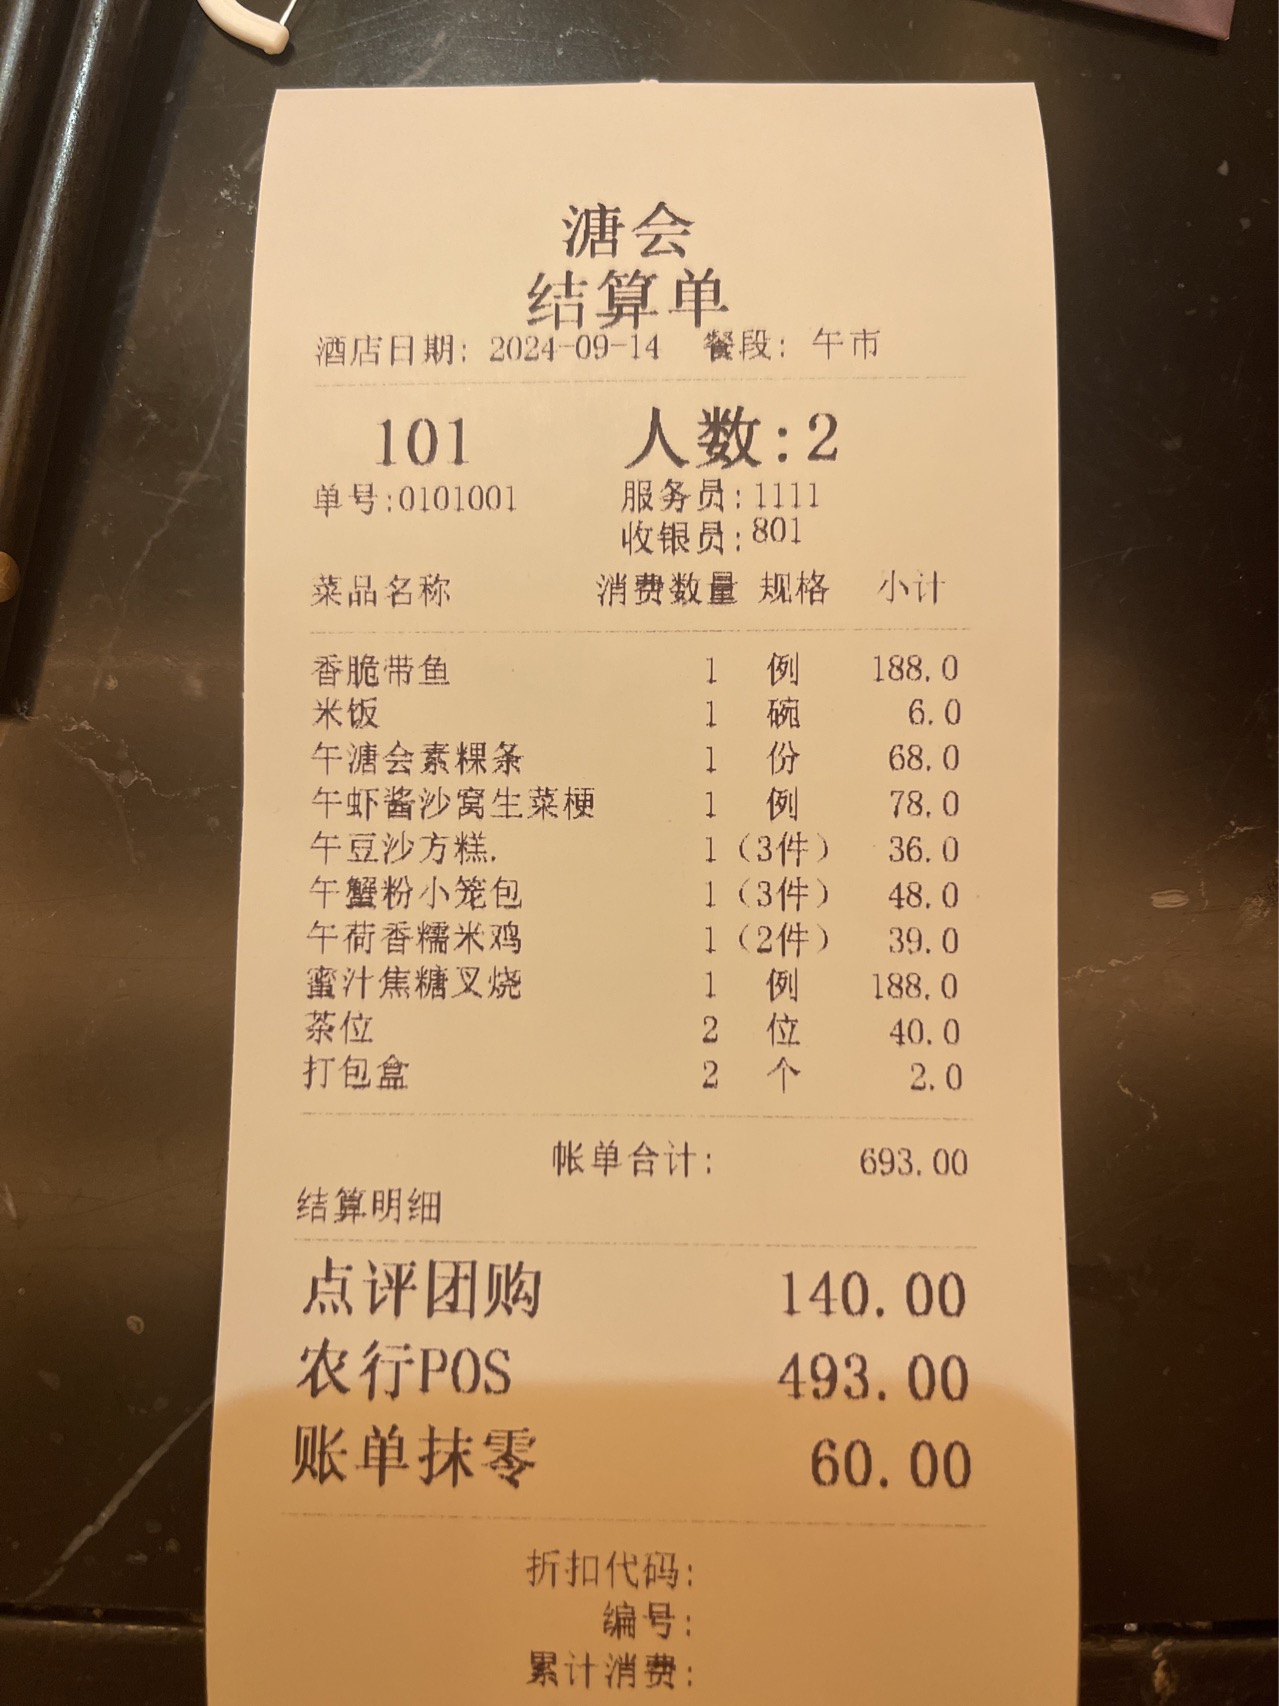 溏会
结算单
酒店日期: 2024-09-14 餐段: 午市
101 人数:2
单号:0101001 服务员:1111
收银员:801
菜品名称 消费数量 规格 小计
香脆带鱼 1 例 188.0
米饭 1 碗 6.0
午溏会素粿条 1 份 68.0
午虾酱沙窝生菜梗 1 例 78.0
午豆沙方糕. 1 (3件) 36.0
午蟹粉小笼包 1 (3件) 48.0
午荷香糯米鸡 1 (2件) 39.0
蜜汁焦糖叉烧 1 例 188.0
茶位 2 位 40.0
打包盒 2 个 2.0
帐单合计: 693.00
结算明细
点评团购 140.00
农行POS 493.00
账单抹零 60.00
折扣代码:
编号:
累计消费: